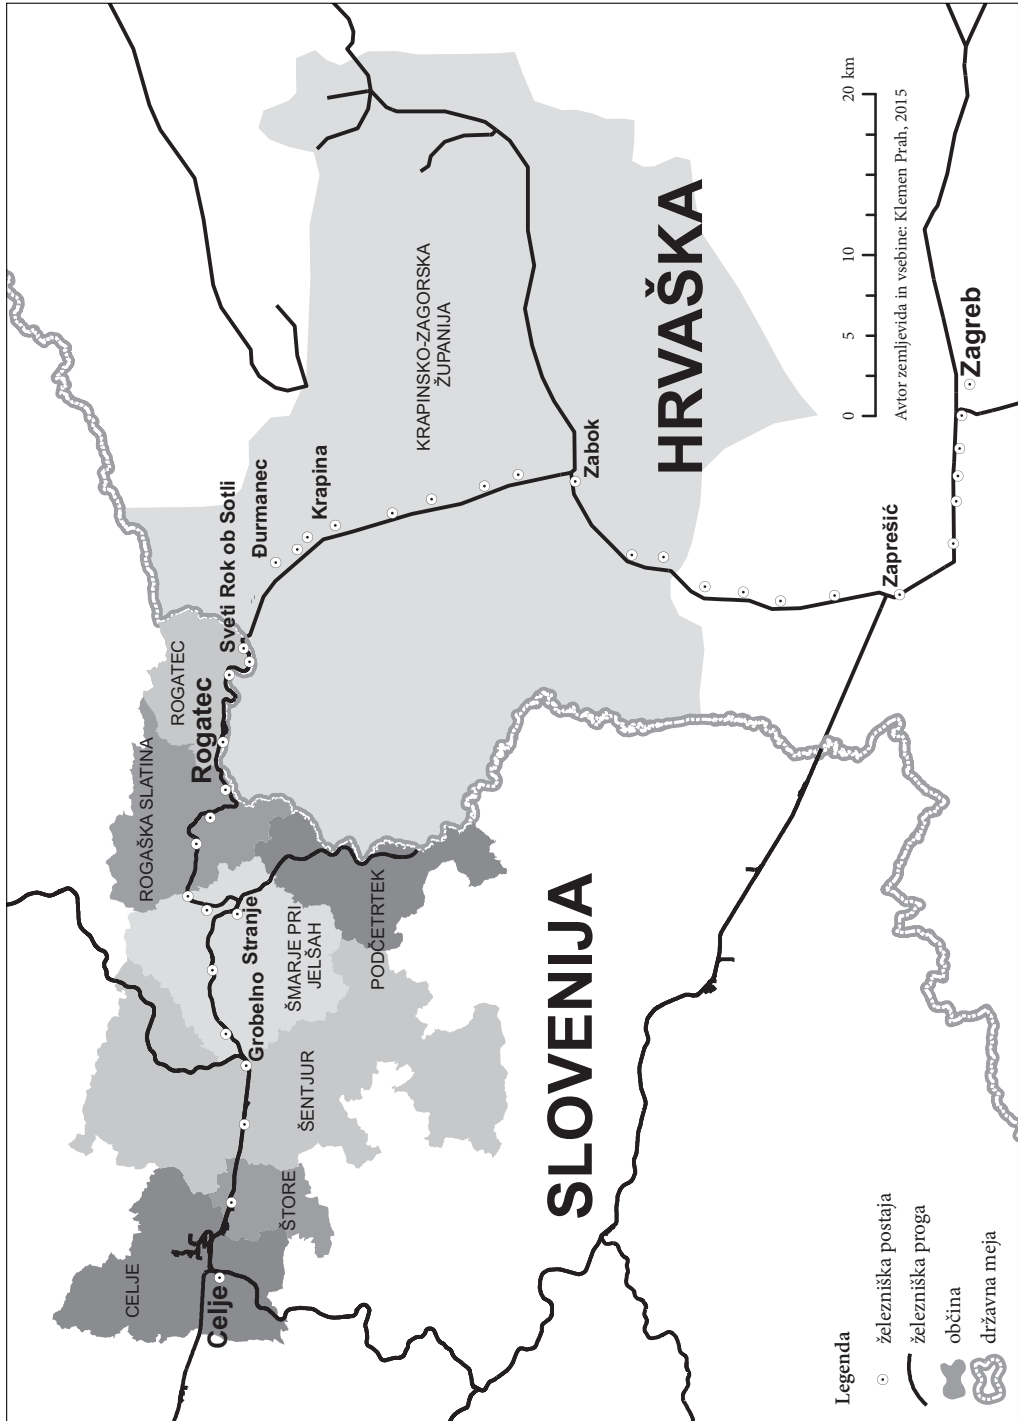 CELJE
Celje
ŠTORE
ŠENTJUR
Grobelno
ŠMARJE PRI
JELŠAH
Stranje
PODČETRTEK
ROGAŠKA SLATINA
Rogatec
ROGATEC
Sveti Rok ob Sotli
Đurmanec
Krapina
KRAPINSKO-ZAGORSKA
ŽUPANIJA
Zabok
SLOVENIJA
HRVAŠKA
Zaprešić
Zagreb
Legenda
železniška postaja
železniška proga
občina
državna meja
0 5 10 20 km
Avtor zemljevida in vsebine: Klemen Prah, 2015